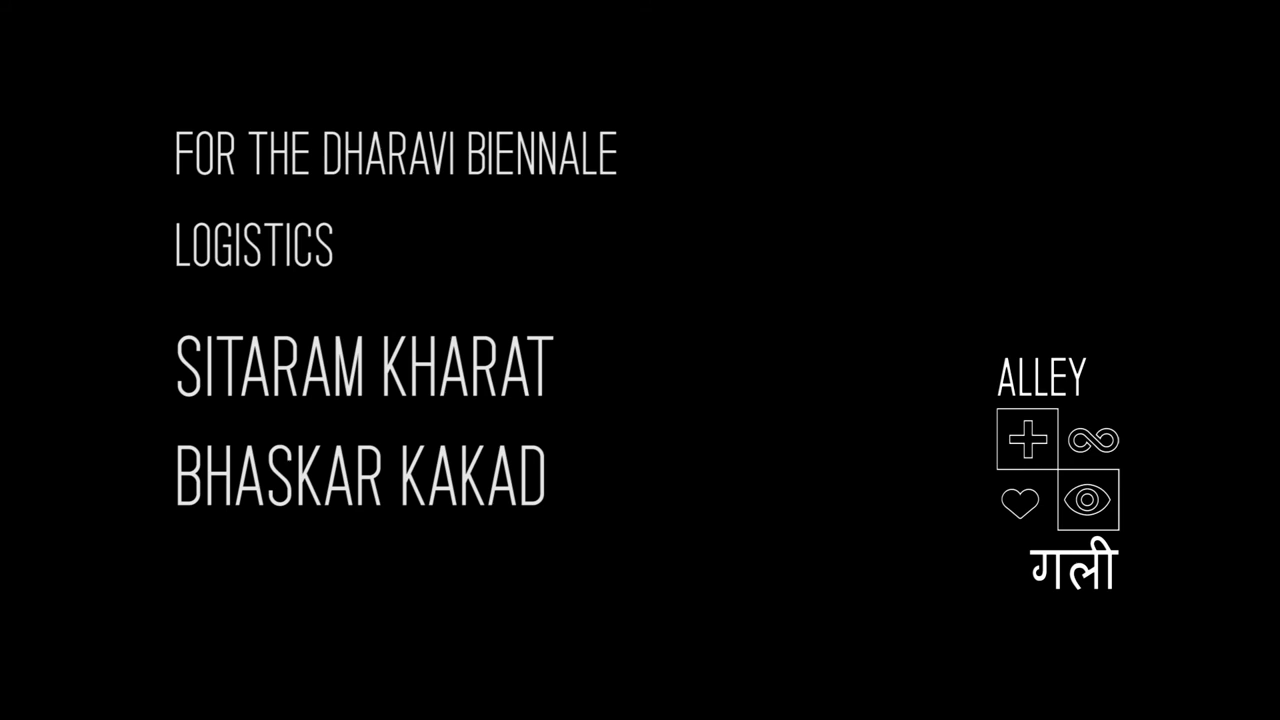 FOR THE DHARAVI BIENNALE
LOGISTICS
SITARAM KHARAT
BHASKAR KAKAD
ALLEY
गली